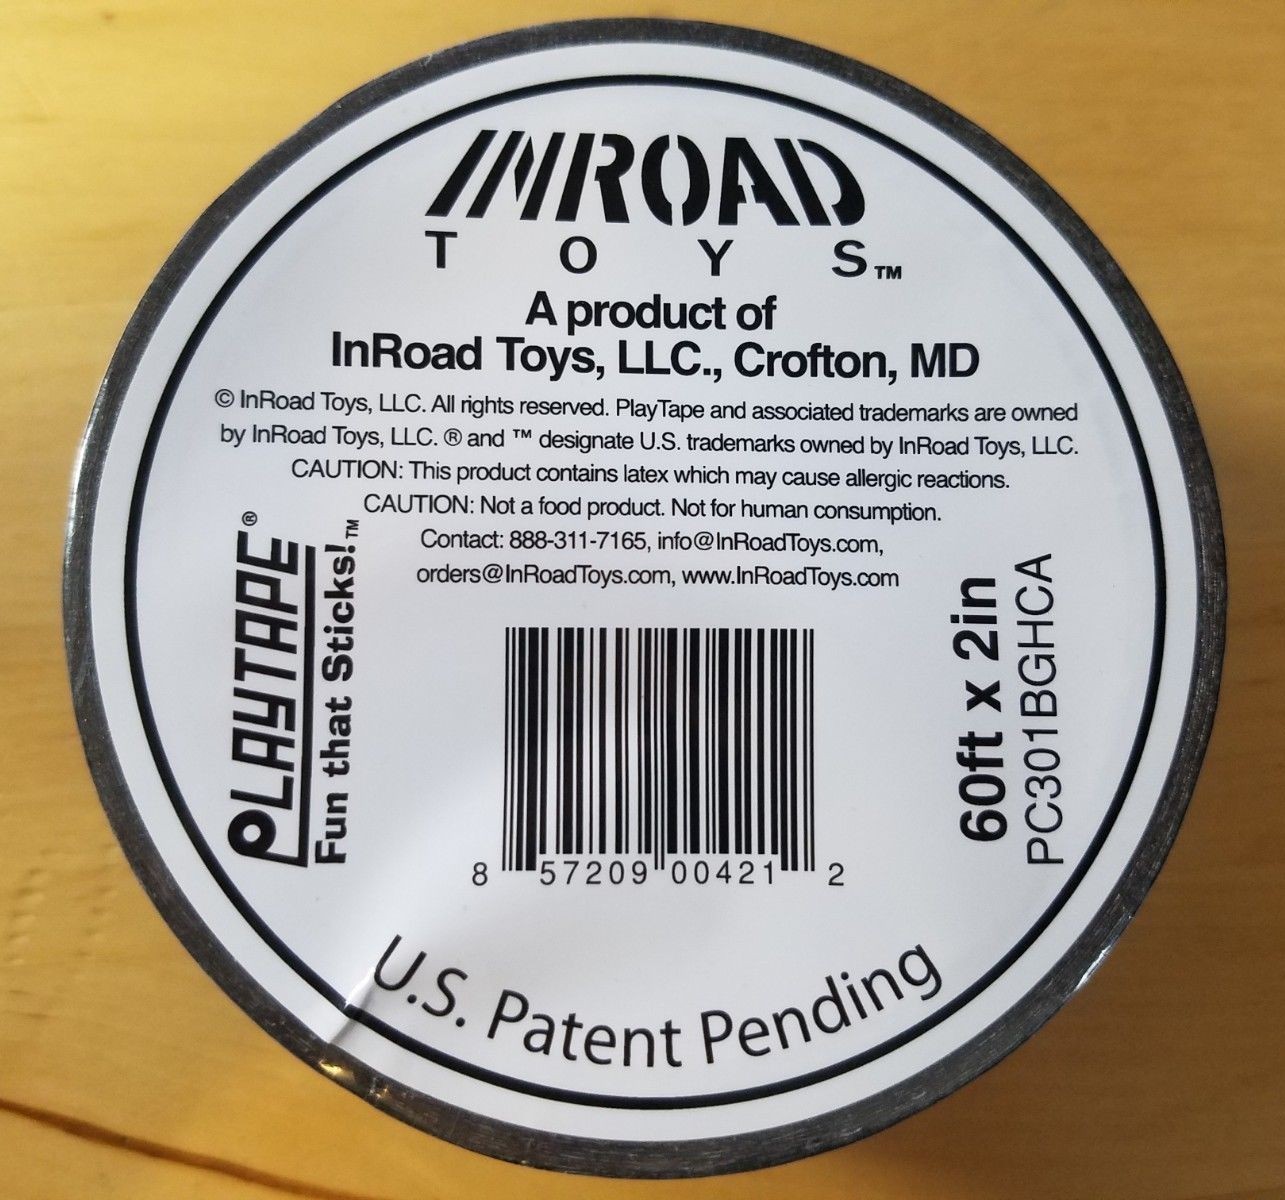 INROAD
TOYS™
A product of
InRoad Toys, LLC., Crofton, MD
© InRoad Toys, LLC. All rights reserved. PlayTape and associated trademarks are owned
by InRoad Toys, LLC. ® and ™ designate U.S. trademarks owned by InRoad Toys, LLC.
CAUTION: This product contains latex which may cause allergic reactions.
CAUTION: Not a food product. Not for human consumption.
Contact: 888-311-7165, info@InRoadToys.com,
orders@InRoadToys.com, www.InRoadToys.com
PLAYTAPE®
Fun that Sticks!™
8 57209 00421 2
60ft x 2in
PC301BGHCA
U.S. Patent Pending